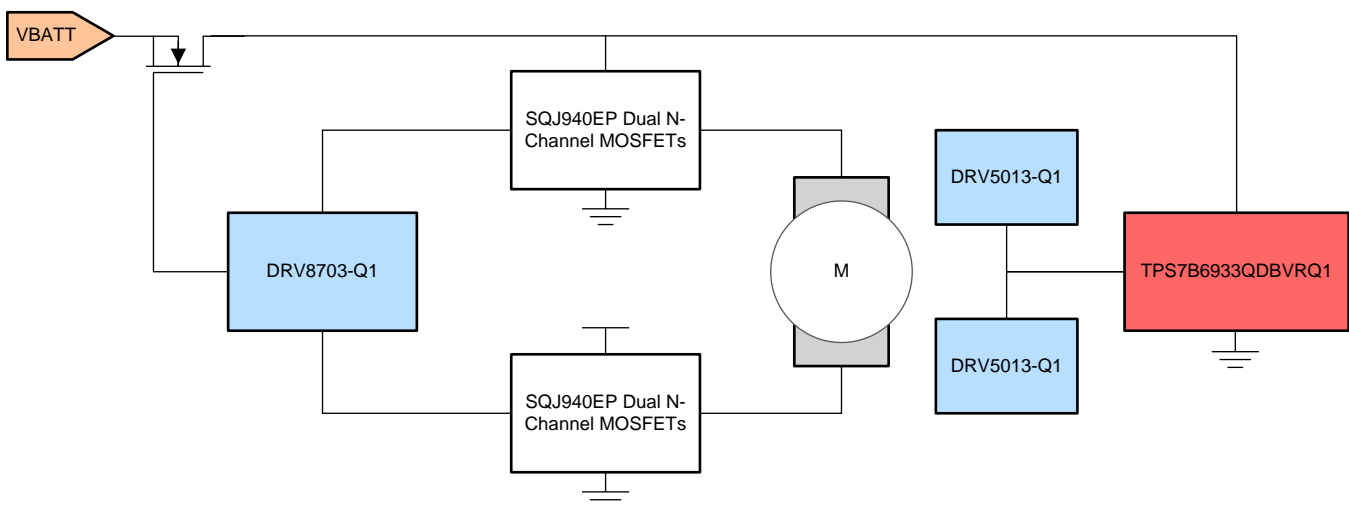 VBATT
SQJ940EP Dual N-
Channel MOSFETs
DRV5013-Q1
DRV8703-Q1
M
TPS7B6933QDBVRQ1
DRV5013-Q1
SQJ940EP Dual N-
Channel MOSFETs